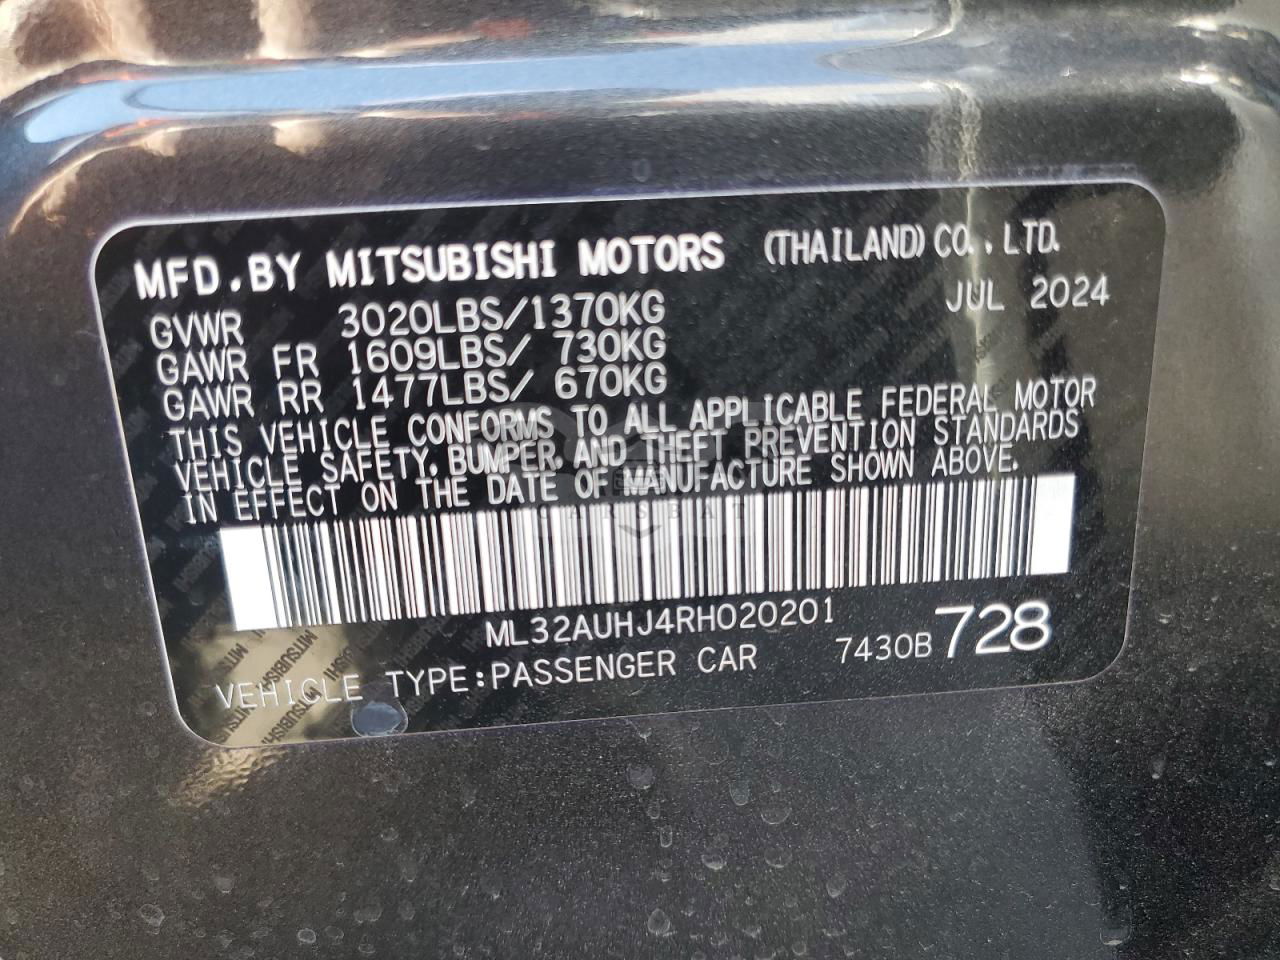 MFD.BY MITSUBISHI MOTORS (THAILAND) CO., LTD.
JUL 2024
GVWR 3020LBS/1370KG
GAWR FR 1609LBS/ 730KG
GAWR RR 1477LBS/ 670KG
THIS VEHICLE CONFORMS TO ALL APPLICABLE FEDERAL MOTOR
VEHICLE SAFETY, BUMPER, AND THEFT PREVENTION STANDARDS
IN EFFECT ON THE DATE OF MANUFACTURE SHOWN ABOVE.
CARSBAT
ML32AUHJ4RH020201
7430B 728
VEHICLE TYPE:PASSENGER CAR
MITSUBISHI